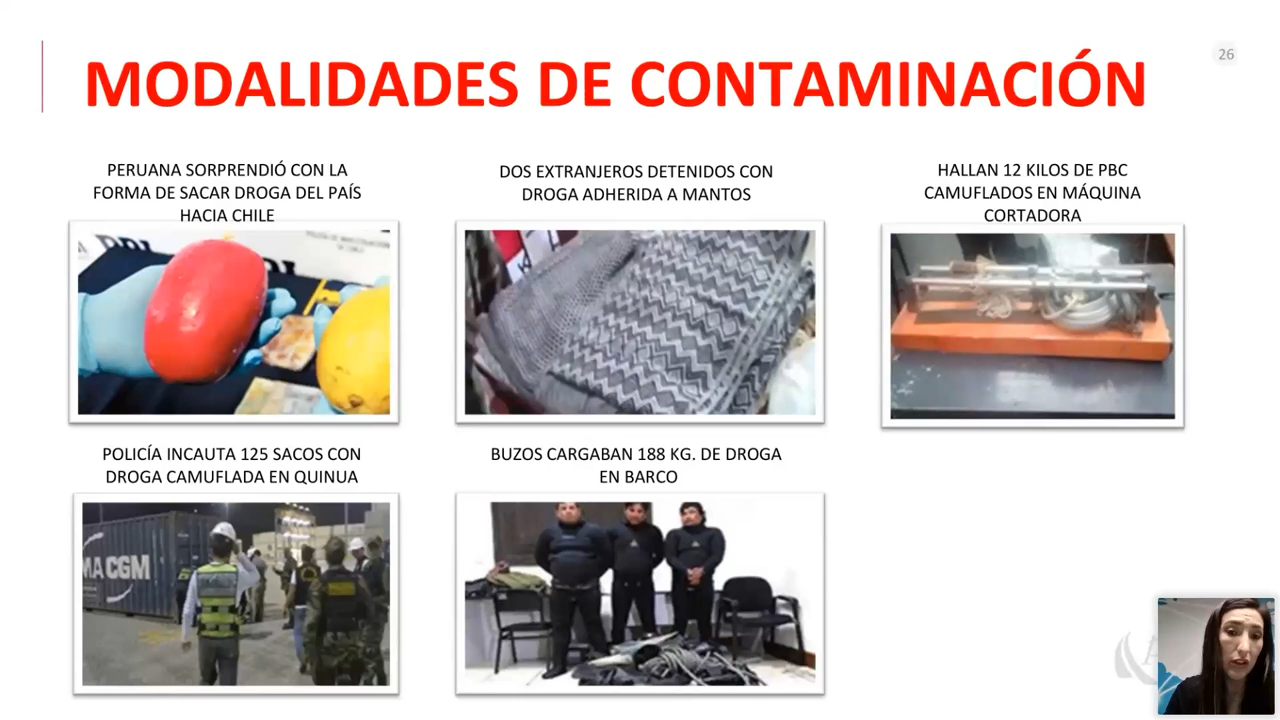 26
MODALIDADES DE CONTAMINACIÓN
PERUANA SORPRENDIÓ CON LA
FORMA DE SACAR DROGA DEL PAÍS
HACIA CHILE
DOS EXTRANJEROS DETENIDOS CON
DROGA ADHERIDA A MANTOS
HALLAN 12 KILOS DE PBC
CAMUFLADOS EN MÁQUINA
CORTADORA
POLICÍA INCAUTA 125 SACOS CON
DROGA CAMUFLADA EN QUINUA
MA CGM
BUZOS CARGABAN 188 KG. DE DROGA
EN BARCO